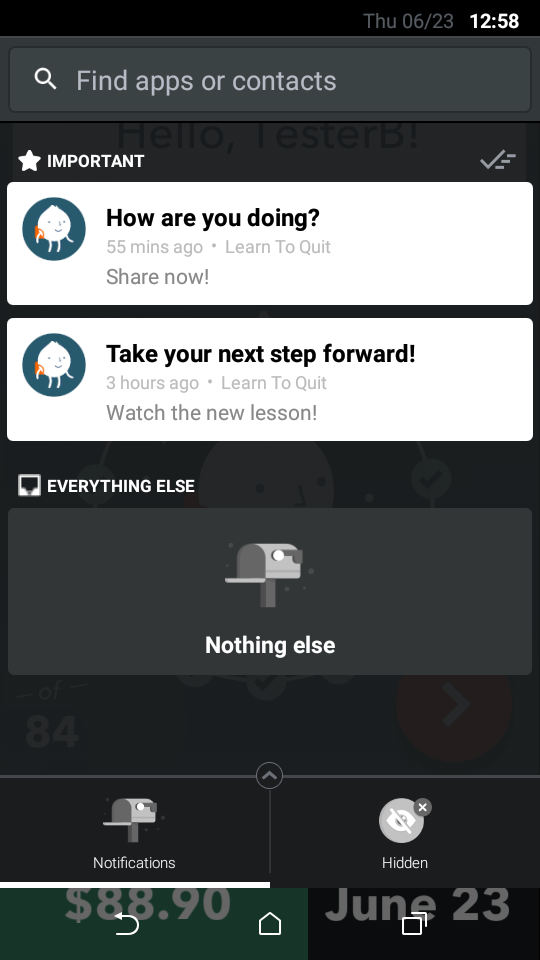 Thu 06/23 12:58
Find apps or contacts
Hello, TesterB!
IMPORTANT
How are you doing?
55 mins ago • Learn To Quit
Share now!
Take your next step forward!
3 hours ago • Learn To Quit
Watch the new lesson!
EVERYTHING ELSE
Nothing else
of
84
Notifications
Hidden
$88.90
June 23